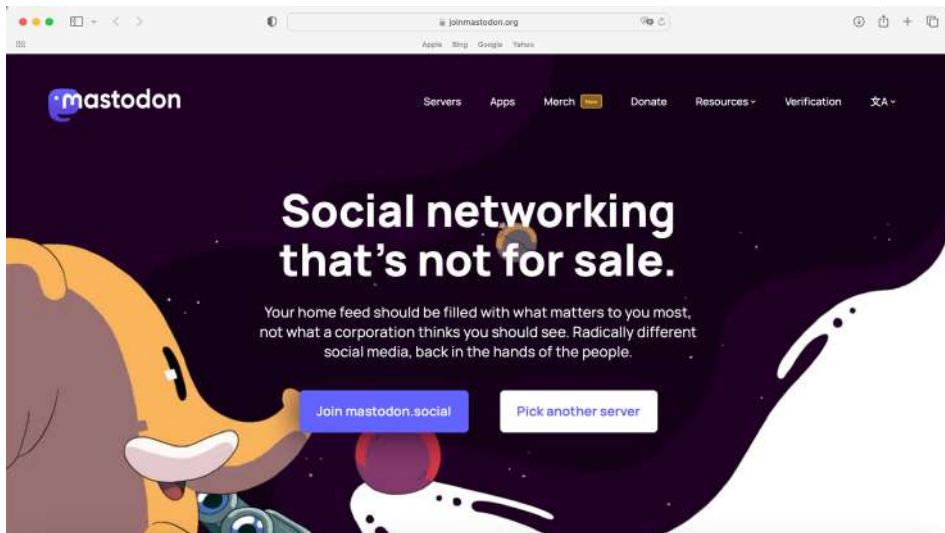 joinmastodon.org
Apple Bing Google Yahoo
mastodon
Servers Apps Merch New Donate Resources Verification 文A
Social networking
that's not for sale.
Your home feed should be filled with what matters to you most,
not what a corporation thinks you should see. Radically different
social media, back in the hands of the people.
Join mastodon.social Pick another server